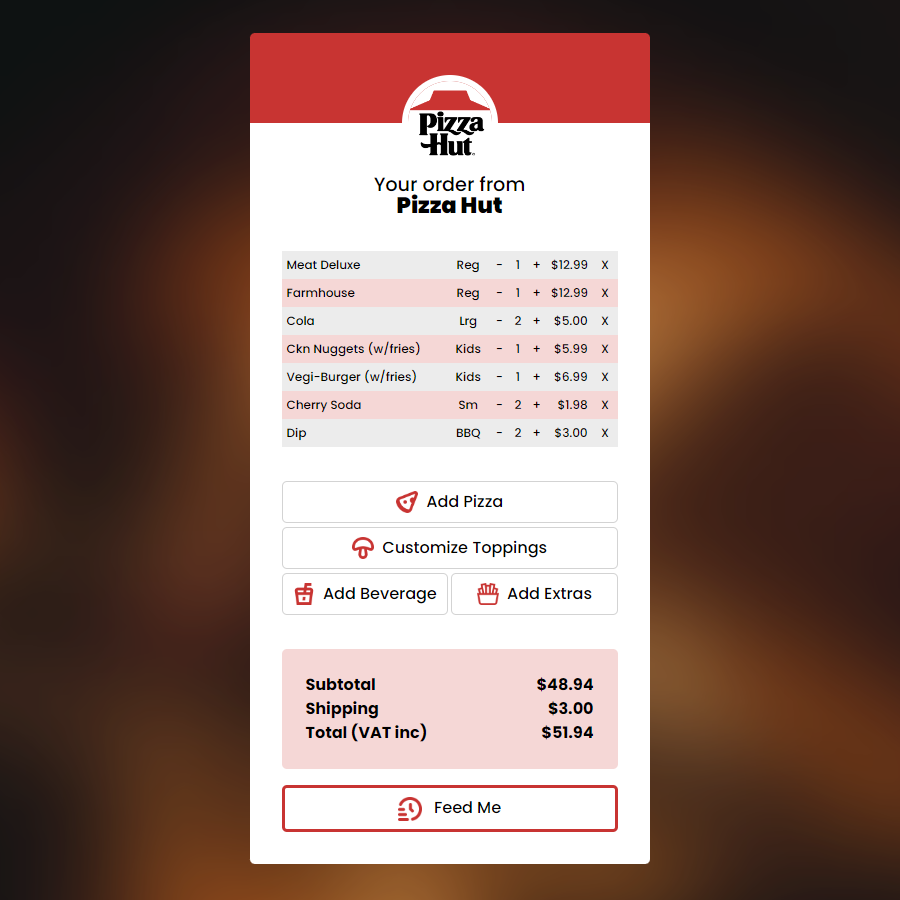 Pizza
Hut
Your order from
Pizza Hut
Meat Deluxe Reg - 1 + $12.99 X
Farmhouse Reg - 1 + $12.99 X
Cola Lrg - 2 + $5.00 X
Ckn Nuggets (w/fries) Kids - 1 + $5.99 X
Vegi-Burger (w/fries) Kids - 1 + $6.99 X
Cherry Soda Sm - 2 + $1.98 X
Dip BBQ - 2 + $3.00 X
Add Pizza
Customize Toppings
Add Beverage Add Extras
Subtotal $48.94
Shipping $3.00
Total (VAT inc) $51.94
Feed Me